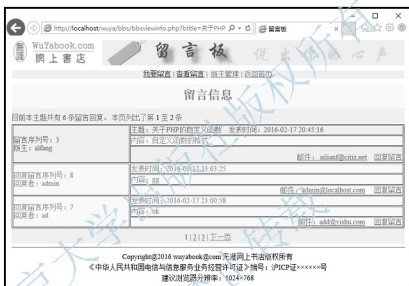 http://localhost/wuya/bbs/bbsviewinfo.php?btitle=关于PHP
留言板
WuYabook.com
網上書店
留言板
我要留言 | 查看留言 | 版主管理 | 返回首页
留言信息
目前本主题共有 6 条留言回复。本页列出了第 1 至 2 条
留言序列号：3
版主：alfang
主题：关于PHP的自定义函数 发表时间：2016-02-17 20:45:16
内容：自定义函数的格式
邮件：ailianf@citiz.net 回复留言
回复留言序列号：8
回复者：admin
发表时间：2016-02-17 23:03:25
内容：gg
邮件：admin@localhost.com 回复留言
回复留言序列号：7
回复者：ad
发表时间：2016-02-17 23:00:58
内容：ok
邮件：add@vishu.com 回复留言
1 | 2 | 3 | 下一页
Copyright@2016 wuyabook@com 无涯网上书店版权所有
《中华人民共和国电信与信息服务业务经营许可证》编号：沪ICP证××××××号
建议浏览器分辨率：1024×768